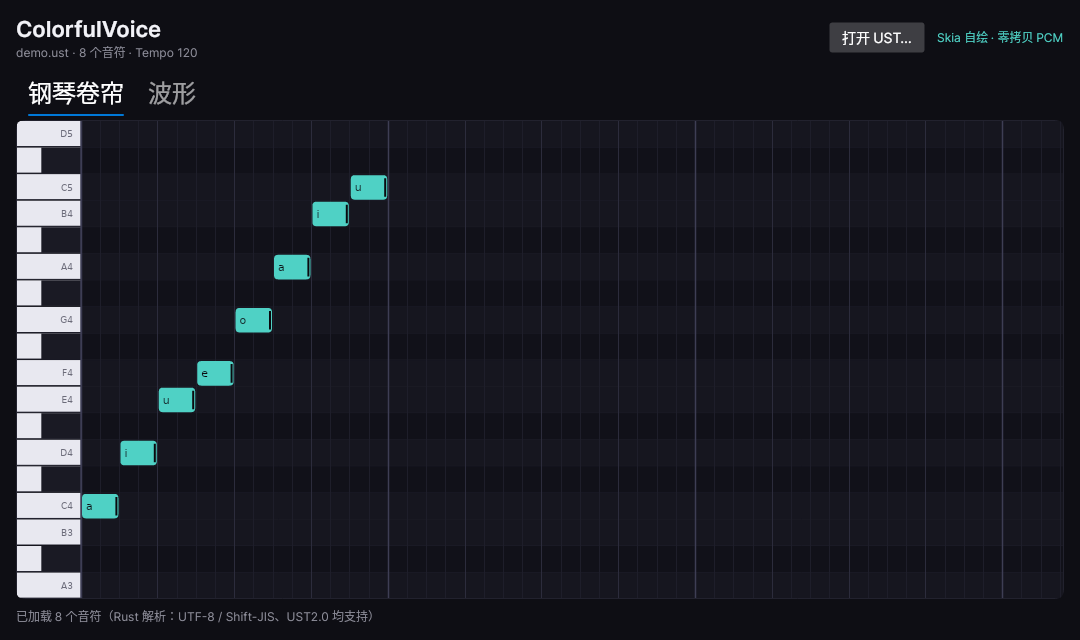 ColorfulVoice
demo.ust · 8 个音符 · Tempo 120
打开 UST...
Skia 自绘 · 零拷贝 PCM
钢琴卷帘 波形
D5
C5
u
B4
i
A4
a
G4
o
F4
e
E4
u
D4
i
C4
a
B3
A3
已加载 8 个音符（Rust 解析：UTF-8 / Shift-JIS、UST2.0 均支持）